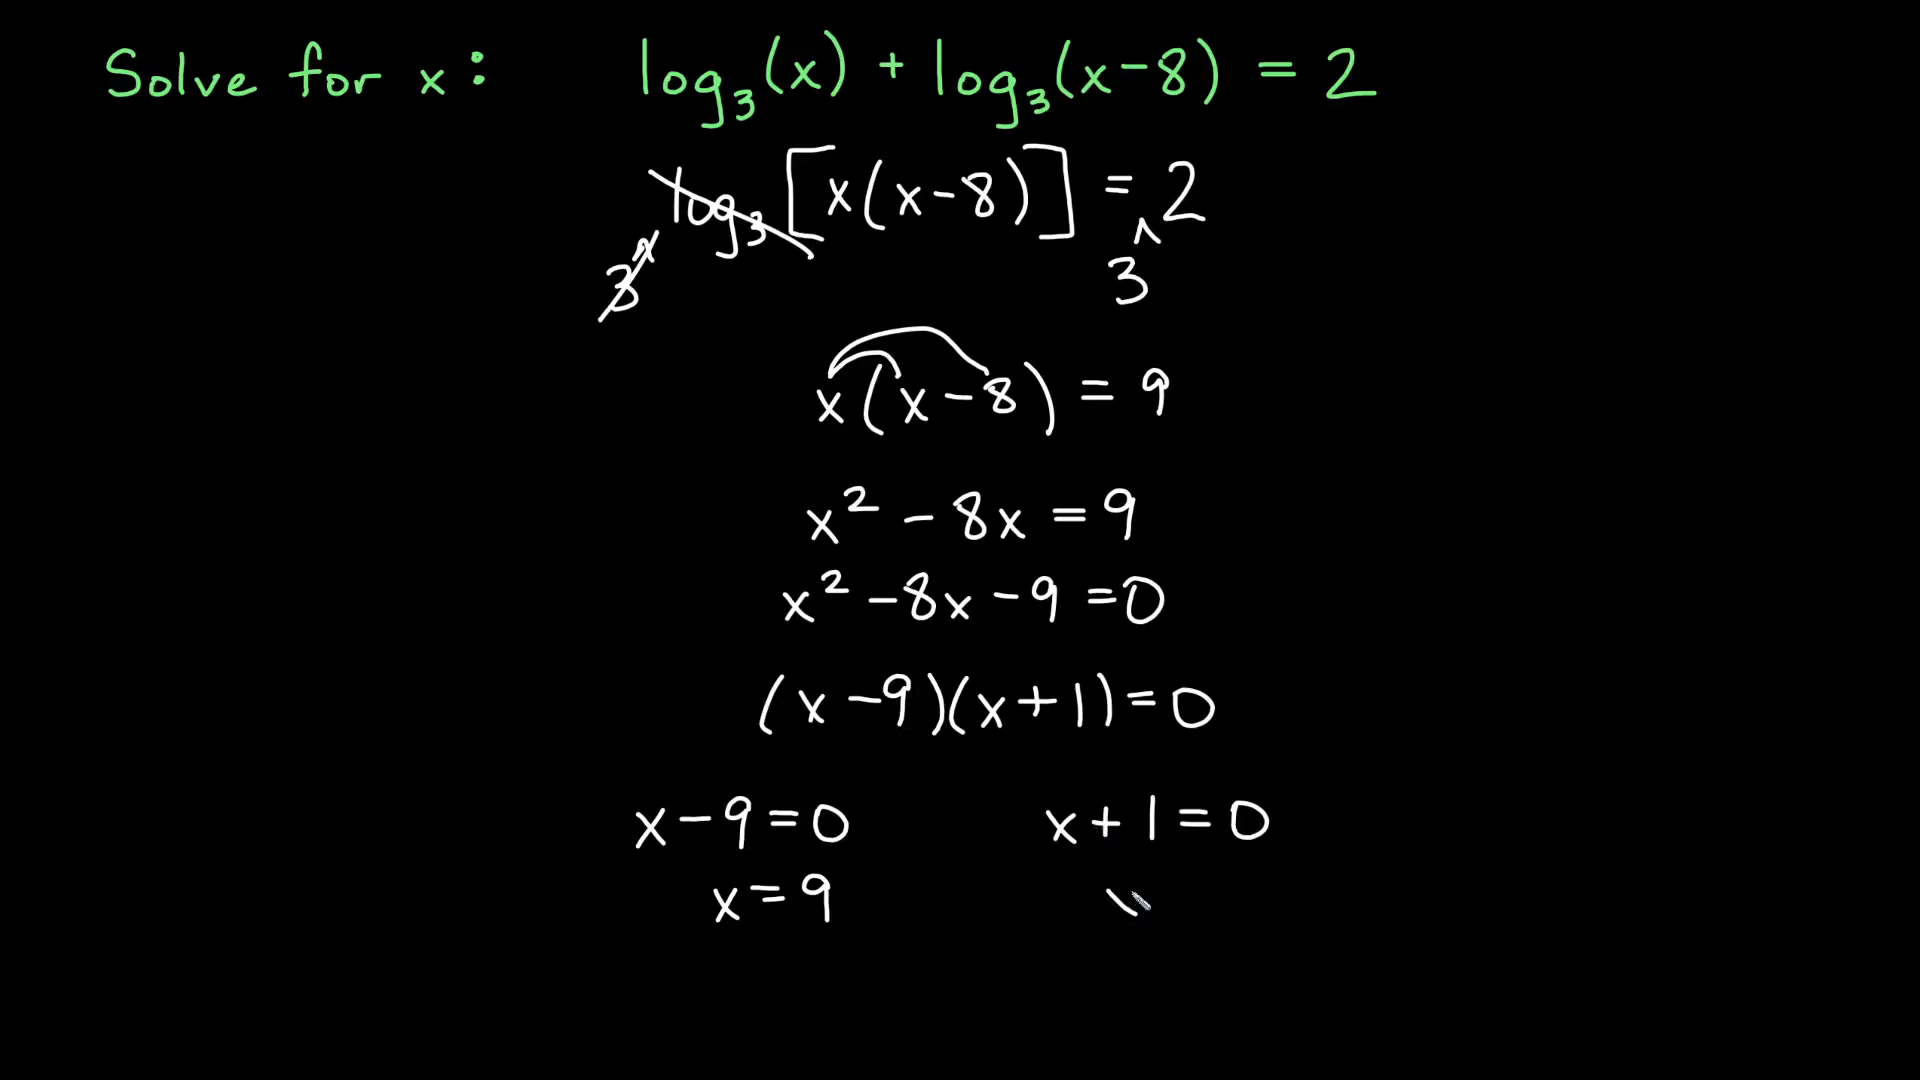 Solve for x: log₃(x) + log₃(x-8) = 2
log₃[x(x-8)] = 2
3^ 3^
x(x-8) = 9
x² - 8x = 9
x² - 8x - 9 = 0
(x-9)(x+1) = 0
x-9=0 x+1=0
x=9